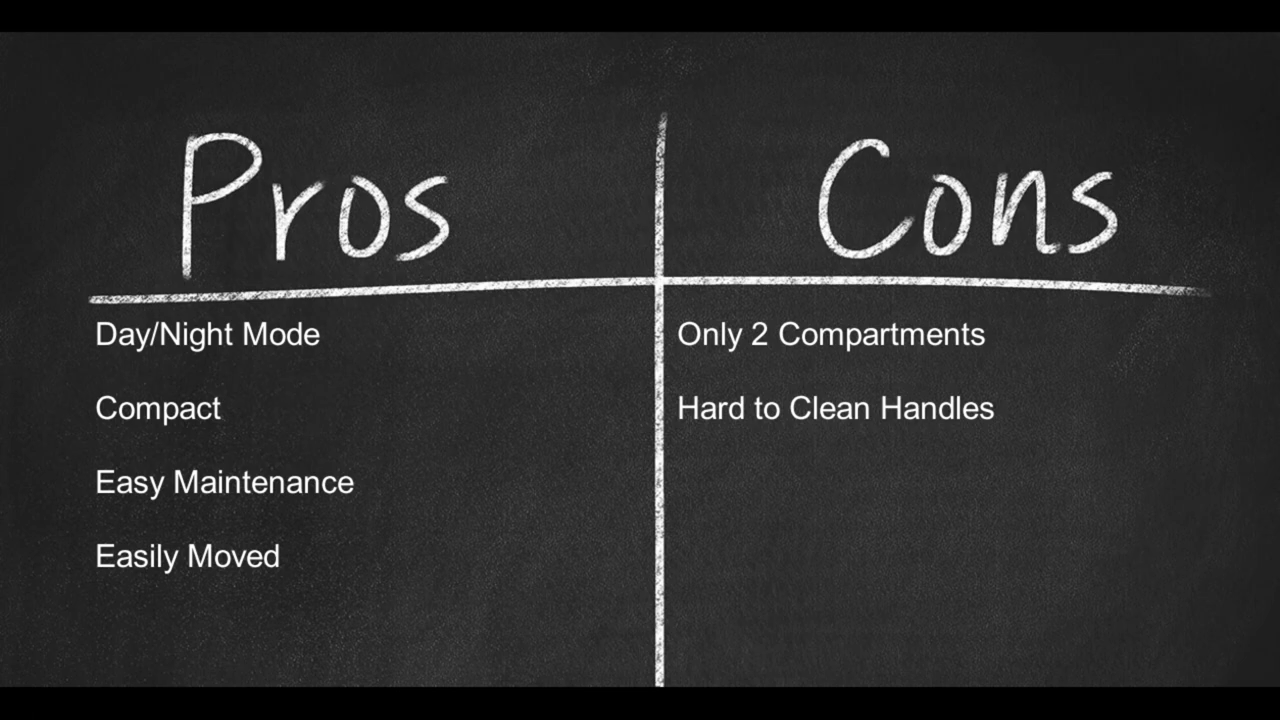 Pros
Cons
Day/Night Mode
Only 2 Compartments
Compact
Hard to Clean Handles
Easy Maintenance
Easily Moved